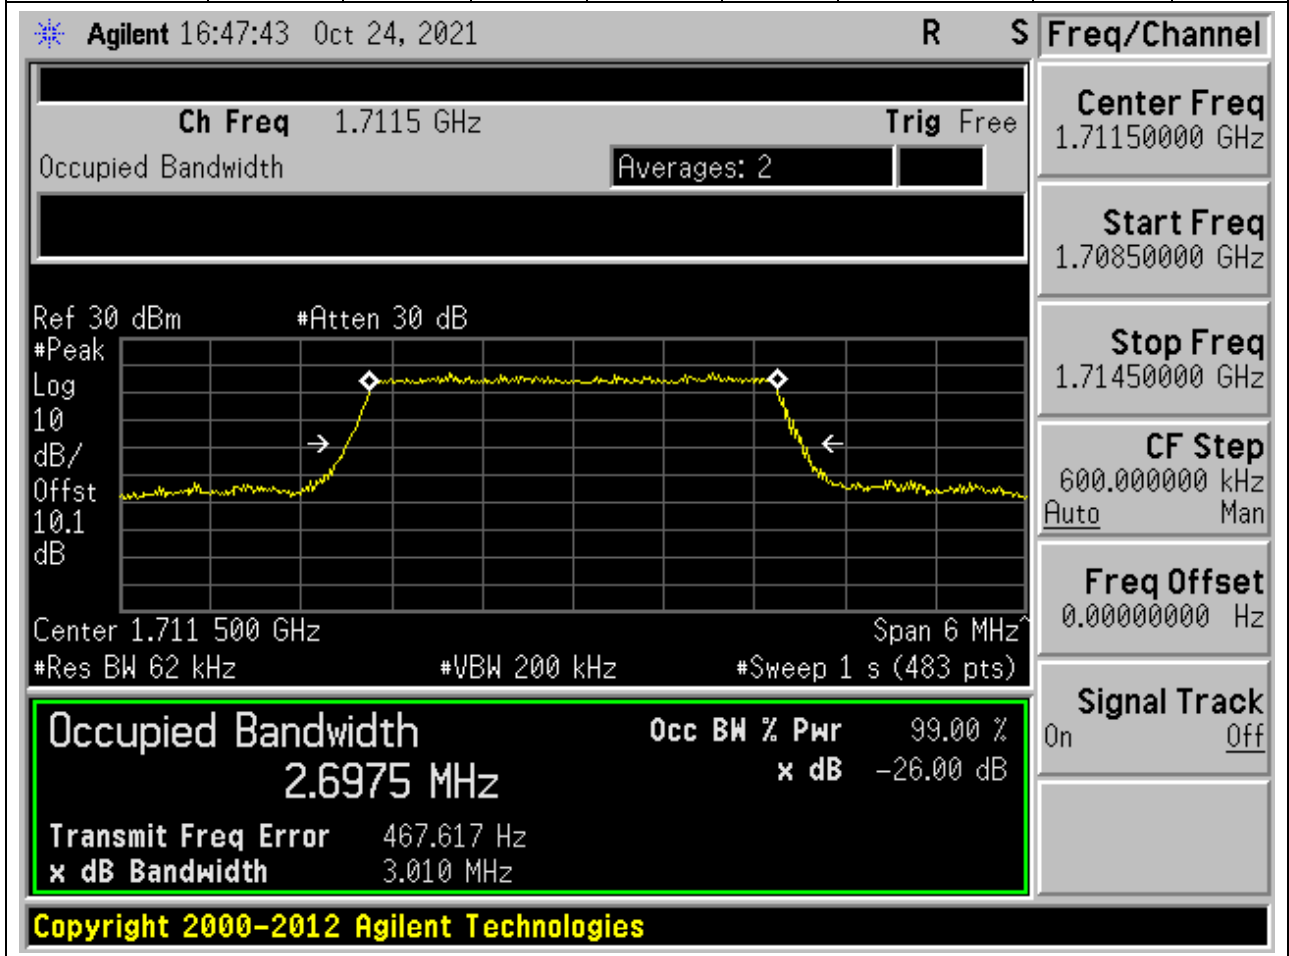 Agilent 16:47:43 Oct 24, 2021 R S
Ch Freq 1.7115 GHz Trig Free
Occupied Bandwidth Averages: 2
Ref 30 dBm #Atten 30 dB
#Peak
Log
10
dB/
Offst
10.1
dB
Center 1.711 500 GHz Span 6 MHz^
#Res BW 62 kHz #VBW 200 kHz #Sweep 1 s (483 pts)
Occupied Bandwidth Occ BW % Pwr 99.00 %
2.6975 MHz x dB -26.00 dB
Transmit Freq Error 467.617 Hz
x dB Bandwidth 3.010 MHz
Copyright 2000-2012 Agilent Technologies
Freq/Channel
Center Freq
1.71150000 GHz
Start Freq
1.70850000 GHz
Stop Freq
1.71450000 GHz
CF Step
600.000000 kHz
Auto Man
Freq Offset
0.00000000 Hz
Signal Track
On Off